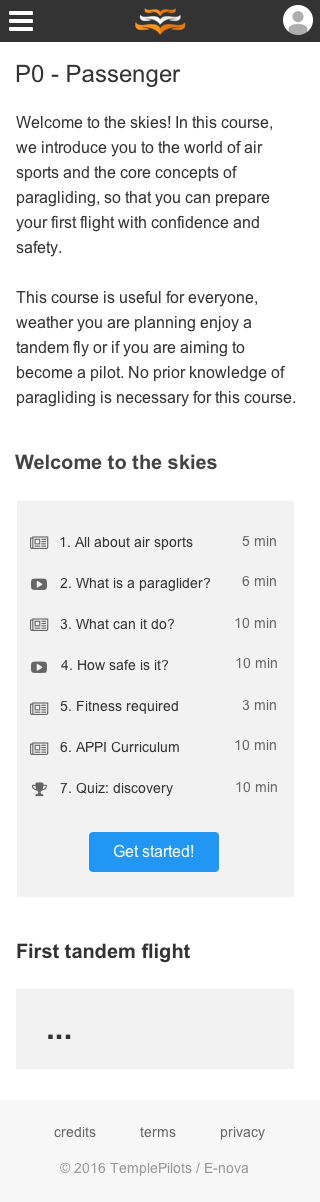 P0 - Passenger
Welcome to the skies! In this course,
we introduce you to the world of air
sports and the core concepts of
paragliding, so that you can prepare
your first flight with confidence and
safety.
This course is useful for everyone,
weather you are planning enjoy a
tandem fly or if you are aiming to
become a pilot. No prior knowledge of
paragliding is necessary for this course.
Welcome to the skies
1. All about air sports 5 min
2. What is a paraglider? 6 min
3. What can it do? 10 min
4. How safe is it? 10 min
5. Fitness required 3 min
6. APPI Curriculum 10 min
7. Quiz: discovery 10 min
Get started!
First tandem flight
...
credits terms privacy
© 2016 TemplePilots / E-nova